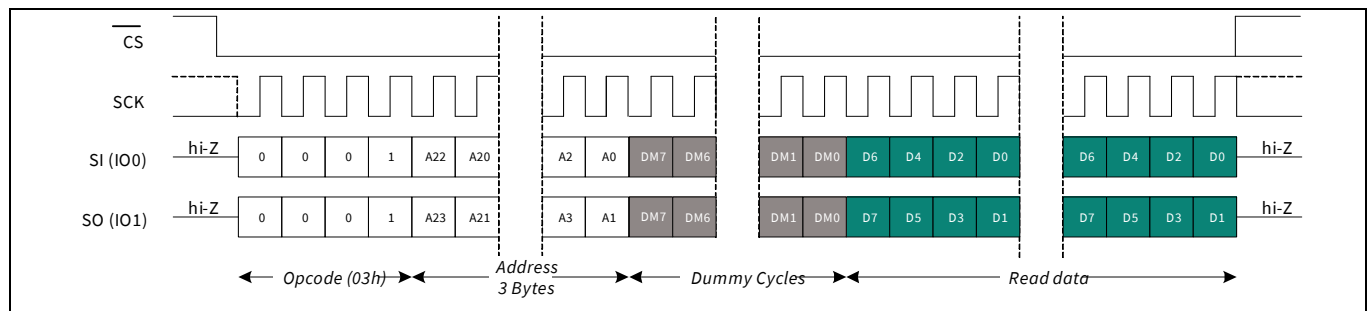 CS
SCK
SI (IO0) hi-Z 0 0 0 1 A22 A20 A2 A0 DM7 DM6 DM1 DM0 D6 D4 D2 D0 D6 D4 D2 D0 hi-Z
SO (IO1) hi-Z 0 0 0 1 A23 A21 A3 A1 DM7 DM6 DM1 DM0 D7 D5 D3 D1 D7 D5 D3 D1 hi-Z
Opcode (03h) Address 3 Bytes Dummy Cycles Read data